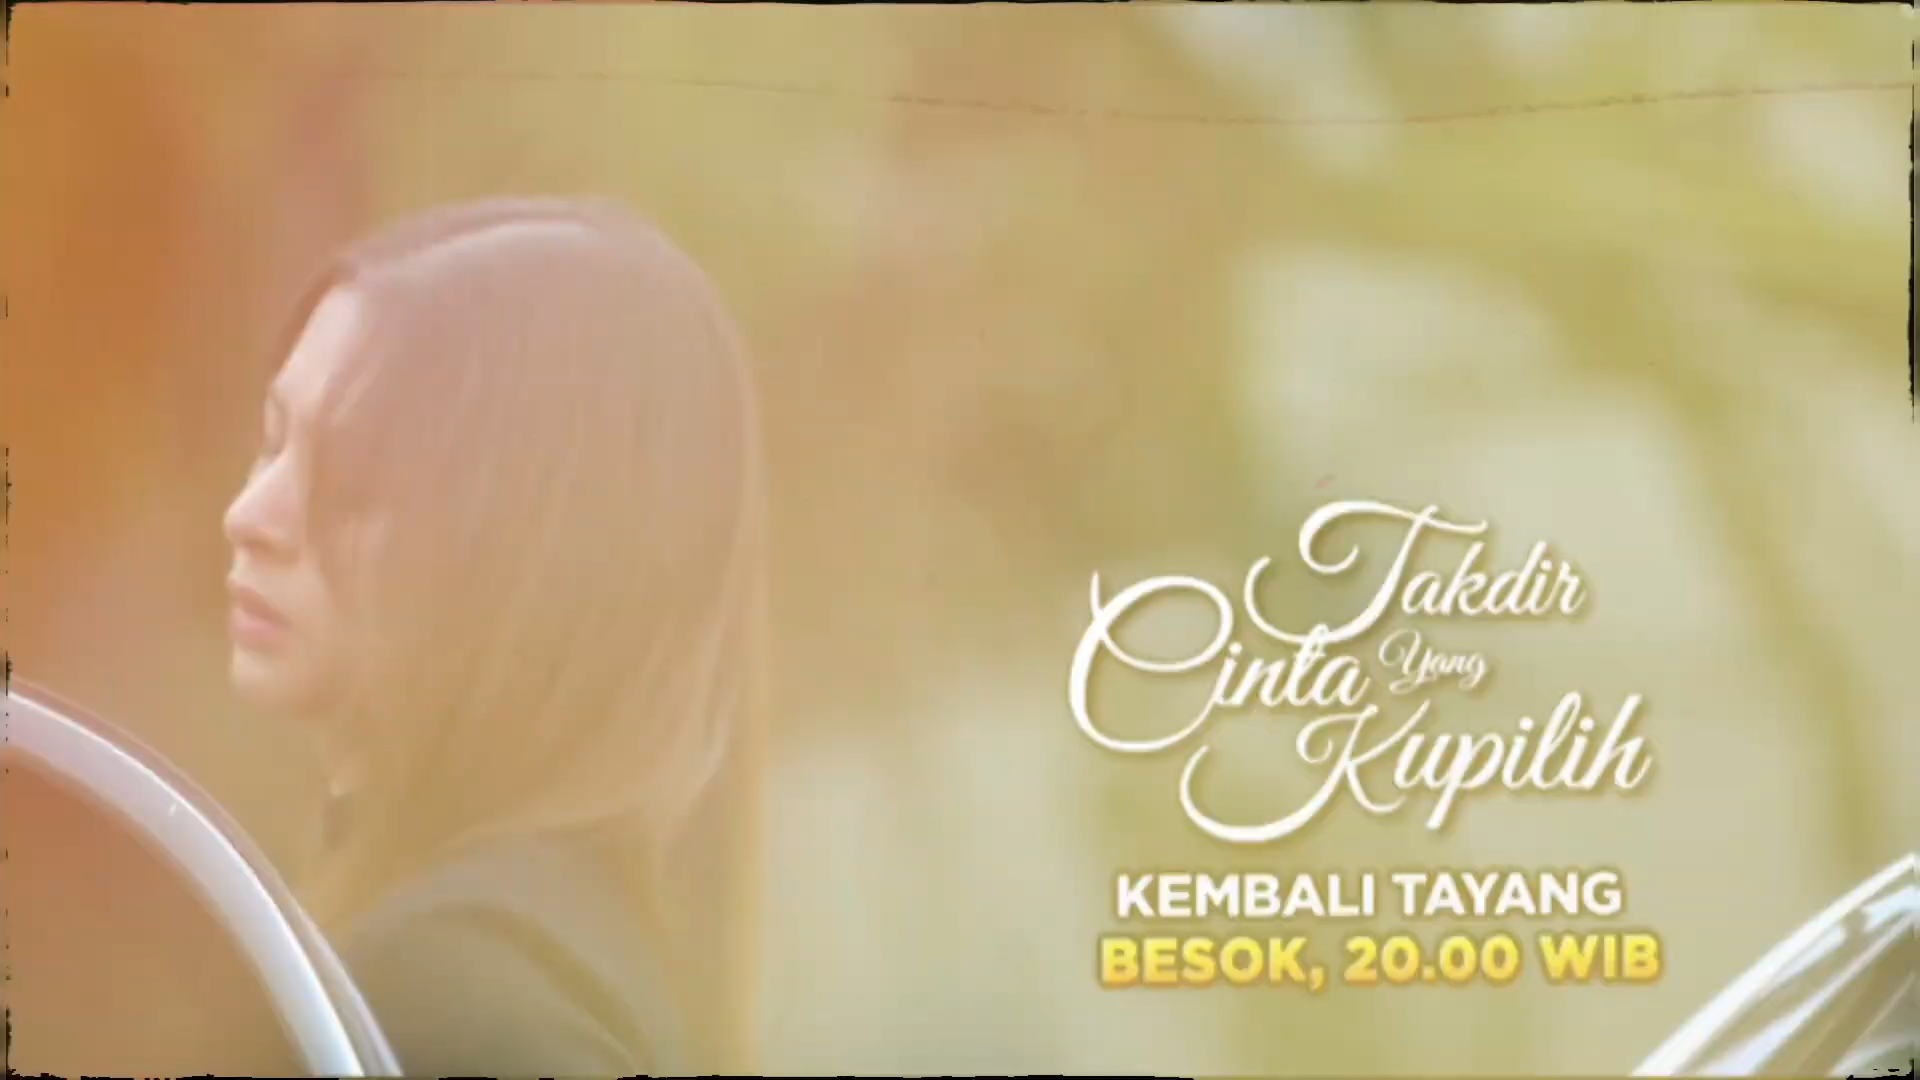 Takdir
Cinta Yang
Kupilih
KEMBALI TAYANG
BESOK, 20.00 WIB